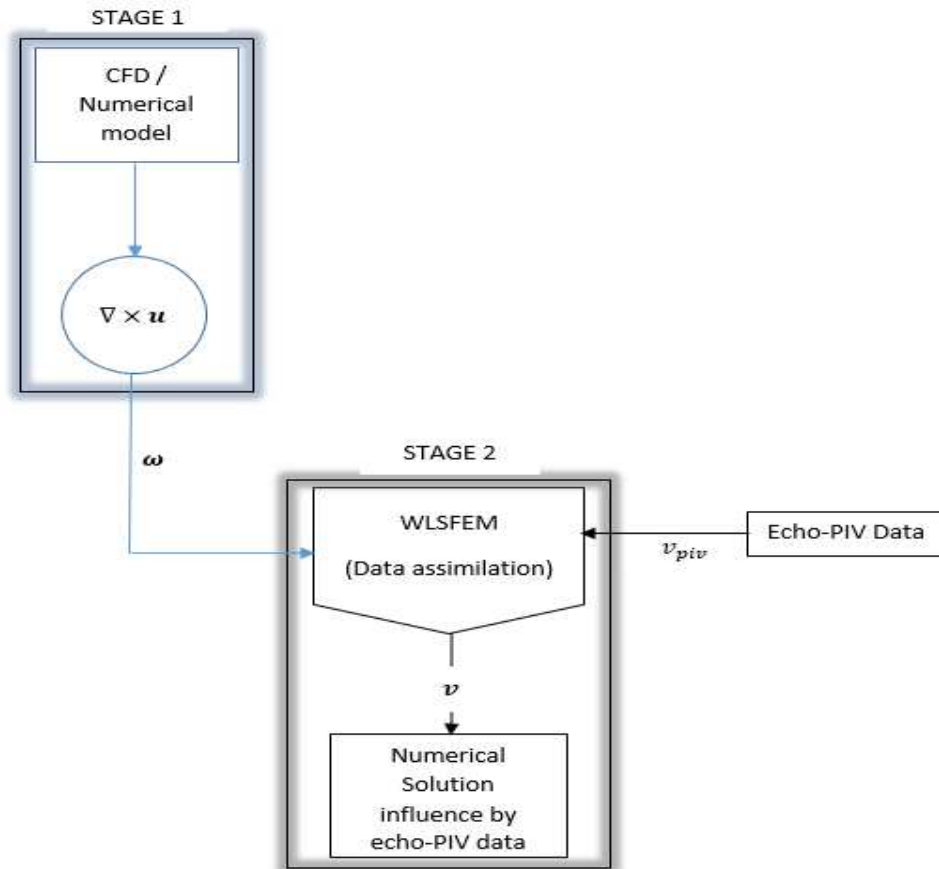 STAGE 1
CFD /
Numerical
model
∇ × 𝒖
𝝎
STAGE 2
WLSFEM
(Data assimilation)
Echo-PIV Data
𝑣𝑝𝑖𝑣
𝒗
Numerical
Solution
influence by
echo-PIV data